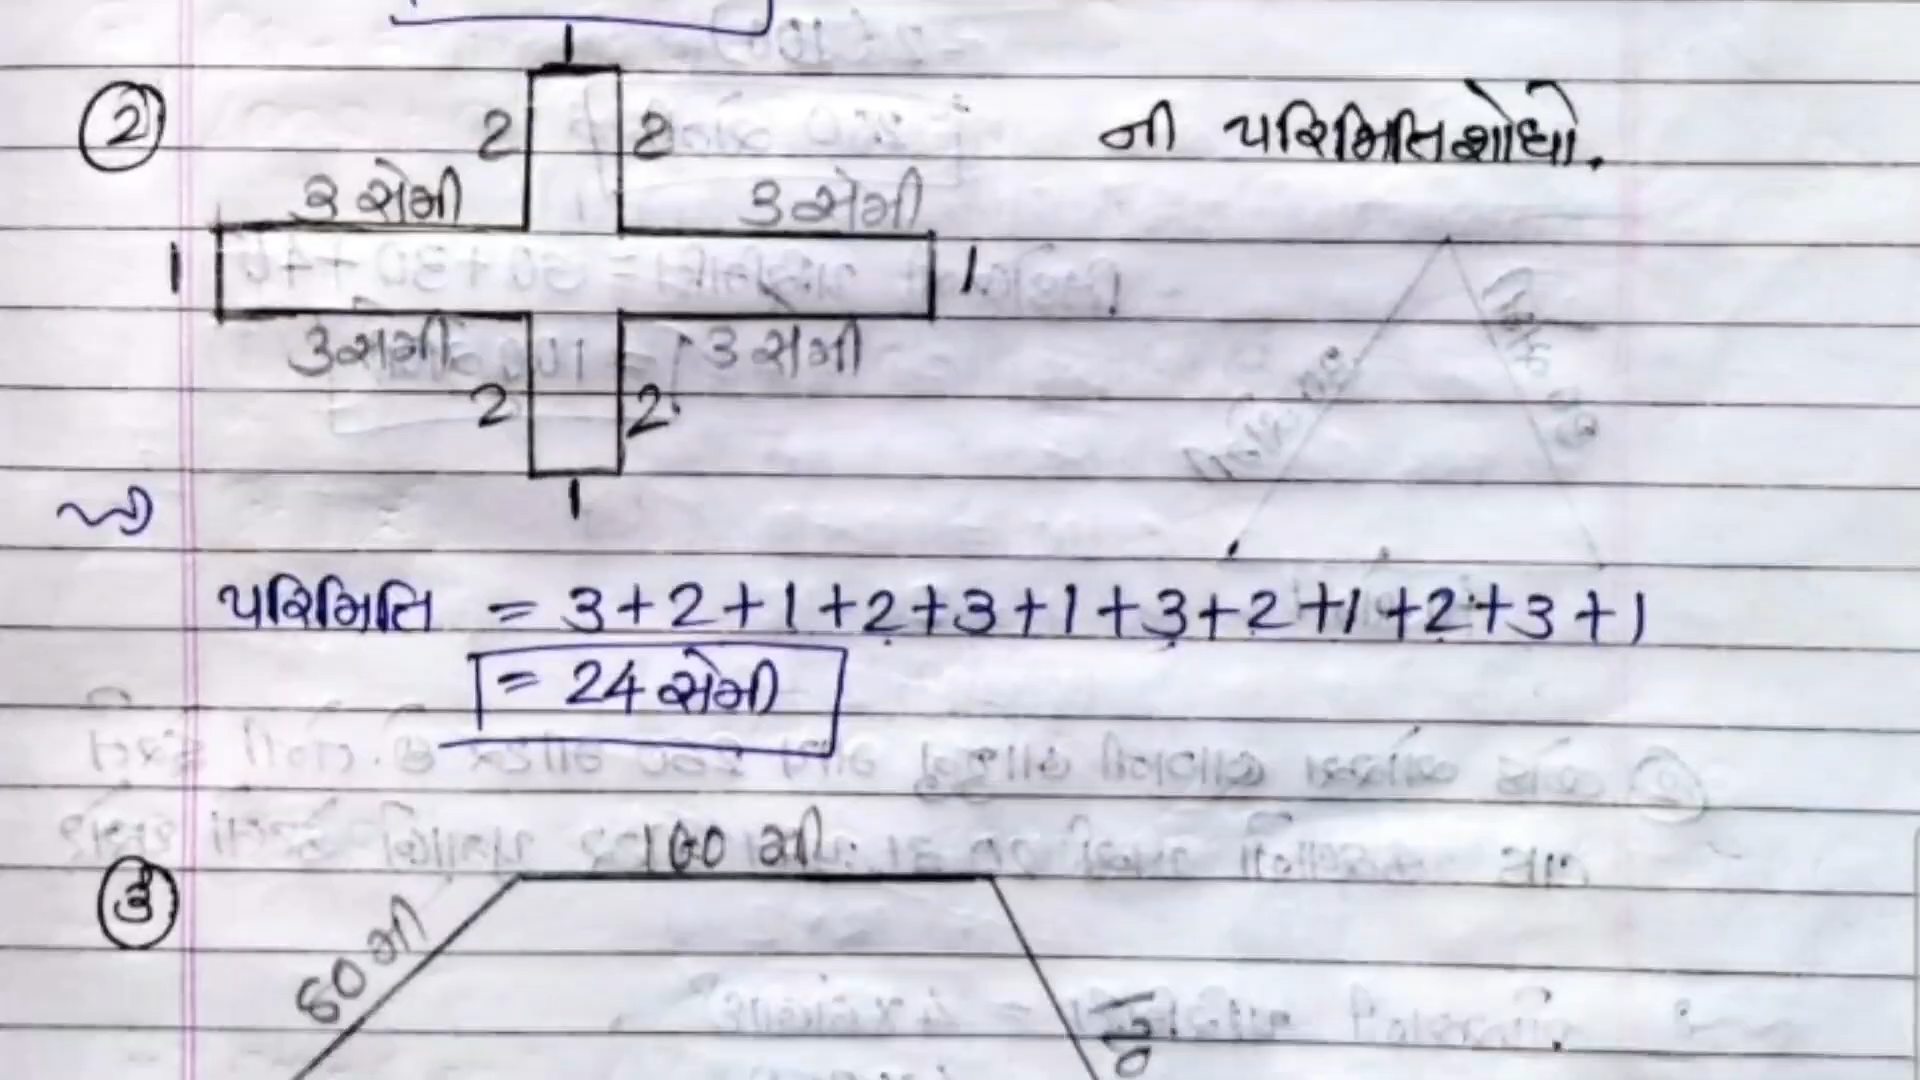 1
② 2 2 ની પરિમિતિ શોધો.
3 સેમી 3 સેમી
1 1
3 સેમી 3 સેમી
2 2
1
પરિમિતિ = 3+2+1+2+3+1+3+2+1+2+3+1
= 24 સેમી
100 મી
③
80 મી